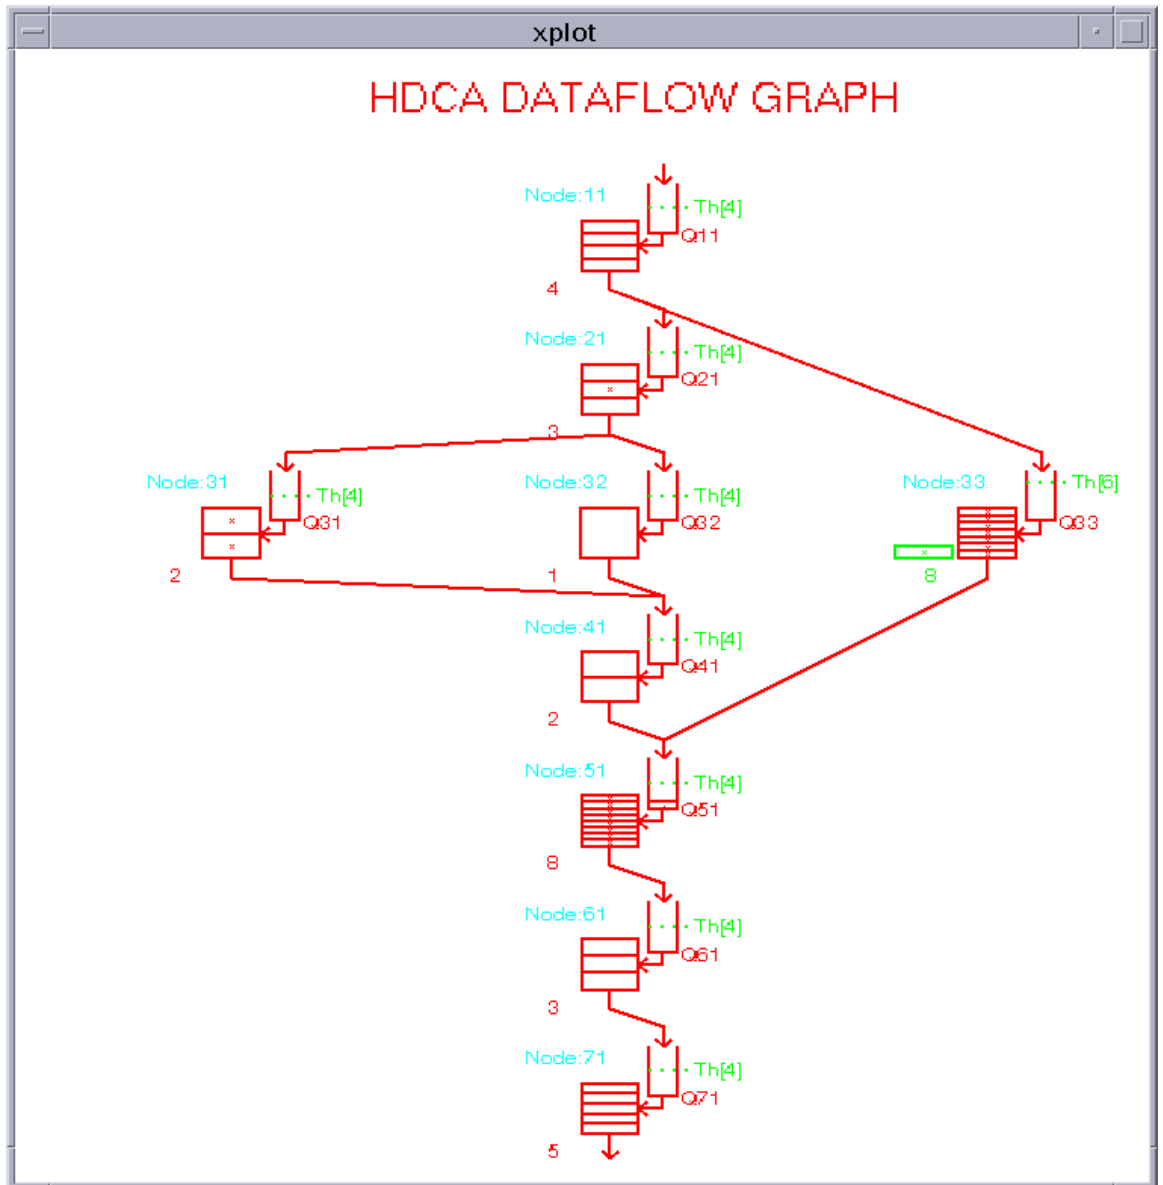 xplot
HDCA DATAFLOW GRAPH
Node:11
Th[4]
Q11
4
Node:21
Th[4]
Q21
3
Node:31
Th[4]
Q31
2
Node:32
Th[4]
Q32
1
Node:33
Th[6]
Q33
8
Node:41
Th[4]
Q41
2
Node:51
Th[4]
Q51
8
Node:61
Th[4]
Q61
3
Node:71
Th[4]
Q71
5